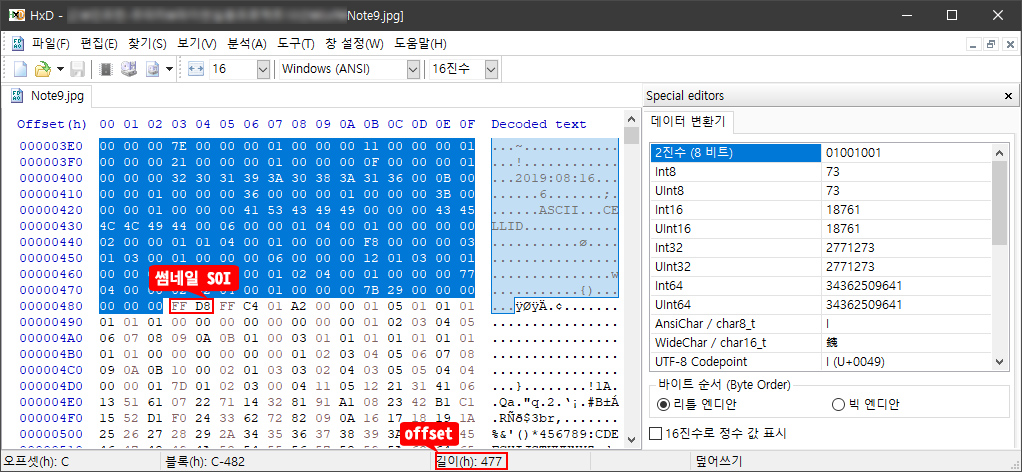 HxD - Note9.jpg]
파일(F) 편집(E) 찾기(S) 보기(V) 분석(A) 도구(T) 창 설정(W) 도움말(H)
16 Windows (ANSI) 16진수
Note9.jpg
Offset(h) 00 01 02 03 04 05 06 07 08 09 0A 0B 0C 0D 0E 0F Decoded text
000003E0 00 00 00 7E 00 00 00 01 00 00 00 11 00 00 00 01 ...~............
000003F0 00 00 00 21 00 00 00 01 00 00 00 0F 00 00 00 00 ...!............
00000400 00 00 32 30 31 39 3A 30 38 3A 31 36 00 0B 00 ..2019:08:16...
00000410 00 00 01 00 00 36 00 00 00 01 00 00 3B 00 .....6.......;.
00000420 00 00 01 00 00 41 53 43 49 49 00 00 00 43 45 .....ASCII...CE
00000430 4C 4C 49 44 00 06 00 00 01 04 00 01 00 00 00 LLID...........
00000440 02 00 00 01 01 04 00 01 00 00 00 F8 00 00 00 03 ...........ø....
00000450 01 03 00 01 00 00 00 06 00 00 00 12 01 03 00 01
00000460 00 00 01 02 04 00 01 00 00 00 77 ...............w
00000470 04 00 01 00 00 00 7B 29 00 00 ............{)..
썸네일 SOI
00000480 00 00 00 FF D8 FF C4 01 A2 00 00 01 05 01 01 01 ...ÿØÿÄ.¢.......
00000490 01 01 01 00 00 00 00 00 00 00 00 01 02 03 04 05 ................
000004A0 06 07 08 09 0A 0B 01 00 03 01 01 01 01 01 01 01 ................
000004B0 01 01 00 00 00 00 00 00 01 02 03 04 05 06 07 08 ................
000004C0 09 0A 0B 10 00 02 01 03 03 02 04 03 05 05 04 04 ................
000004D0 00 00 01 7D 01 02 03 00 04 11 05 12 21 31 41 06 ...}........!1A.
000004E0 13 51 61 07 22 71 14 32 81 91 A1 08 23 42 B1 C1 .Qa."q.2.‘¡.#B±Á
000004F0 15 52 D1 F0 24 33 62 72 82 09 0A 16 17 18 19 1A .RÑð$3br‚.......
00000500 25 26 27 28 29 2A 34 35 36 37 38 39 3A %&'()*456789:CDE
offset
오프셋(h): C 블록(h): C-482 길이(h): 477 덮어쓰기
Special editors
데이터 변환기
2진수 (8 비트) 01001001
Int8 73
UInt8 73
Int16 18761
UInt16 18761
Int32 2771273
UInt32 2771273
Int64 34362509641
UInt64 34362509641
AnsiChar / char8_t I
WideChar / char16_t
UTF-8 Codepoint I (U+0049)
바이트 순서 (Byte Order)
리틀 엔디안 빅 엔디안
16진수로 정수 값 표시